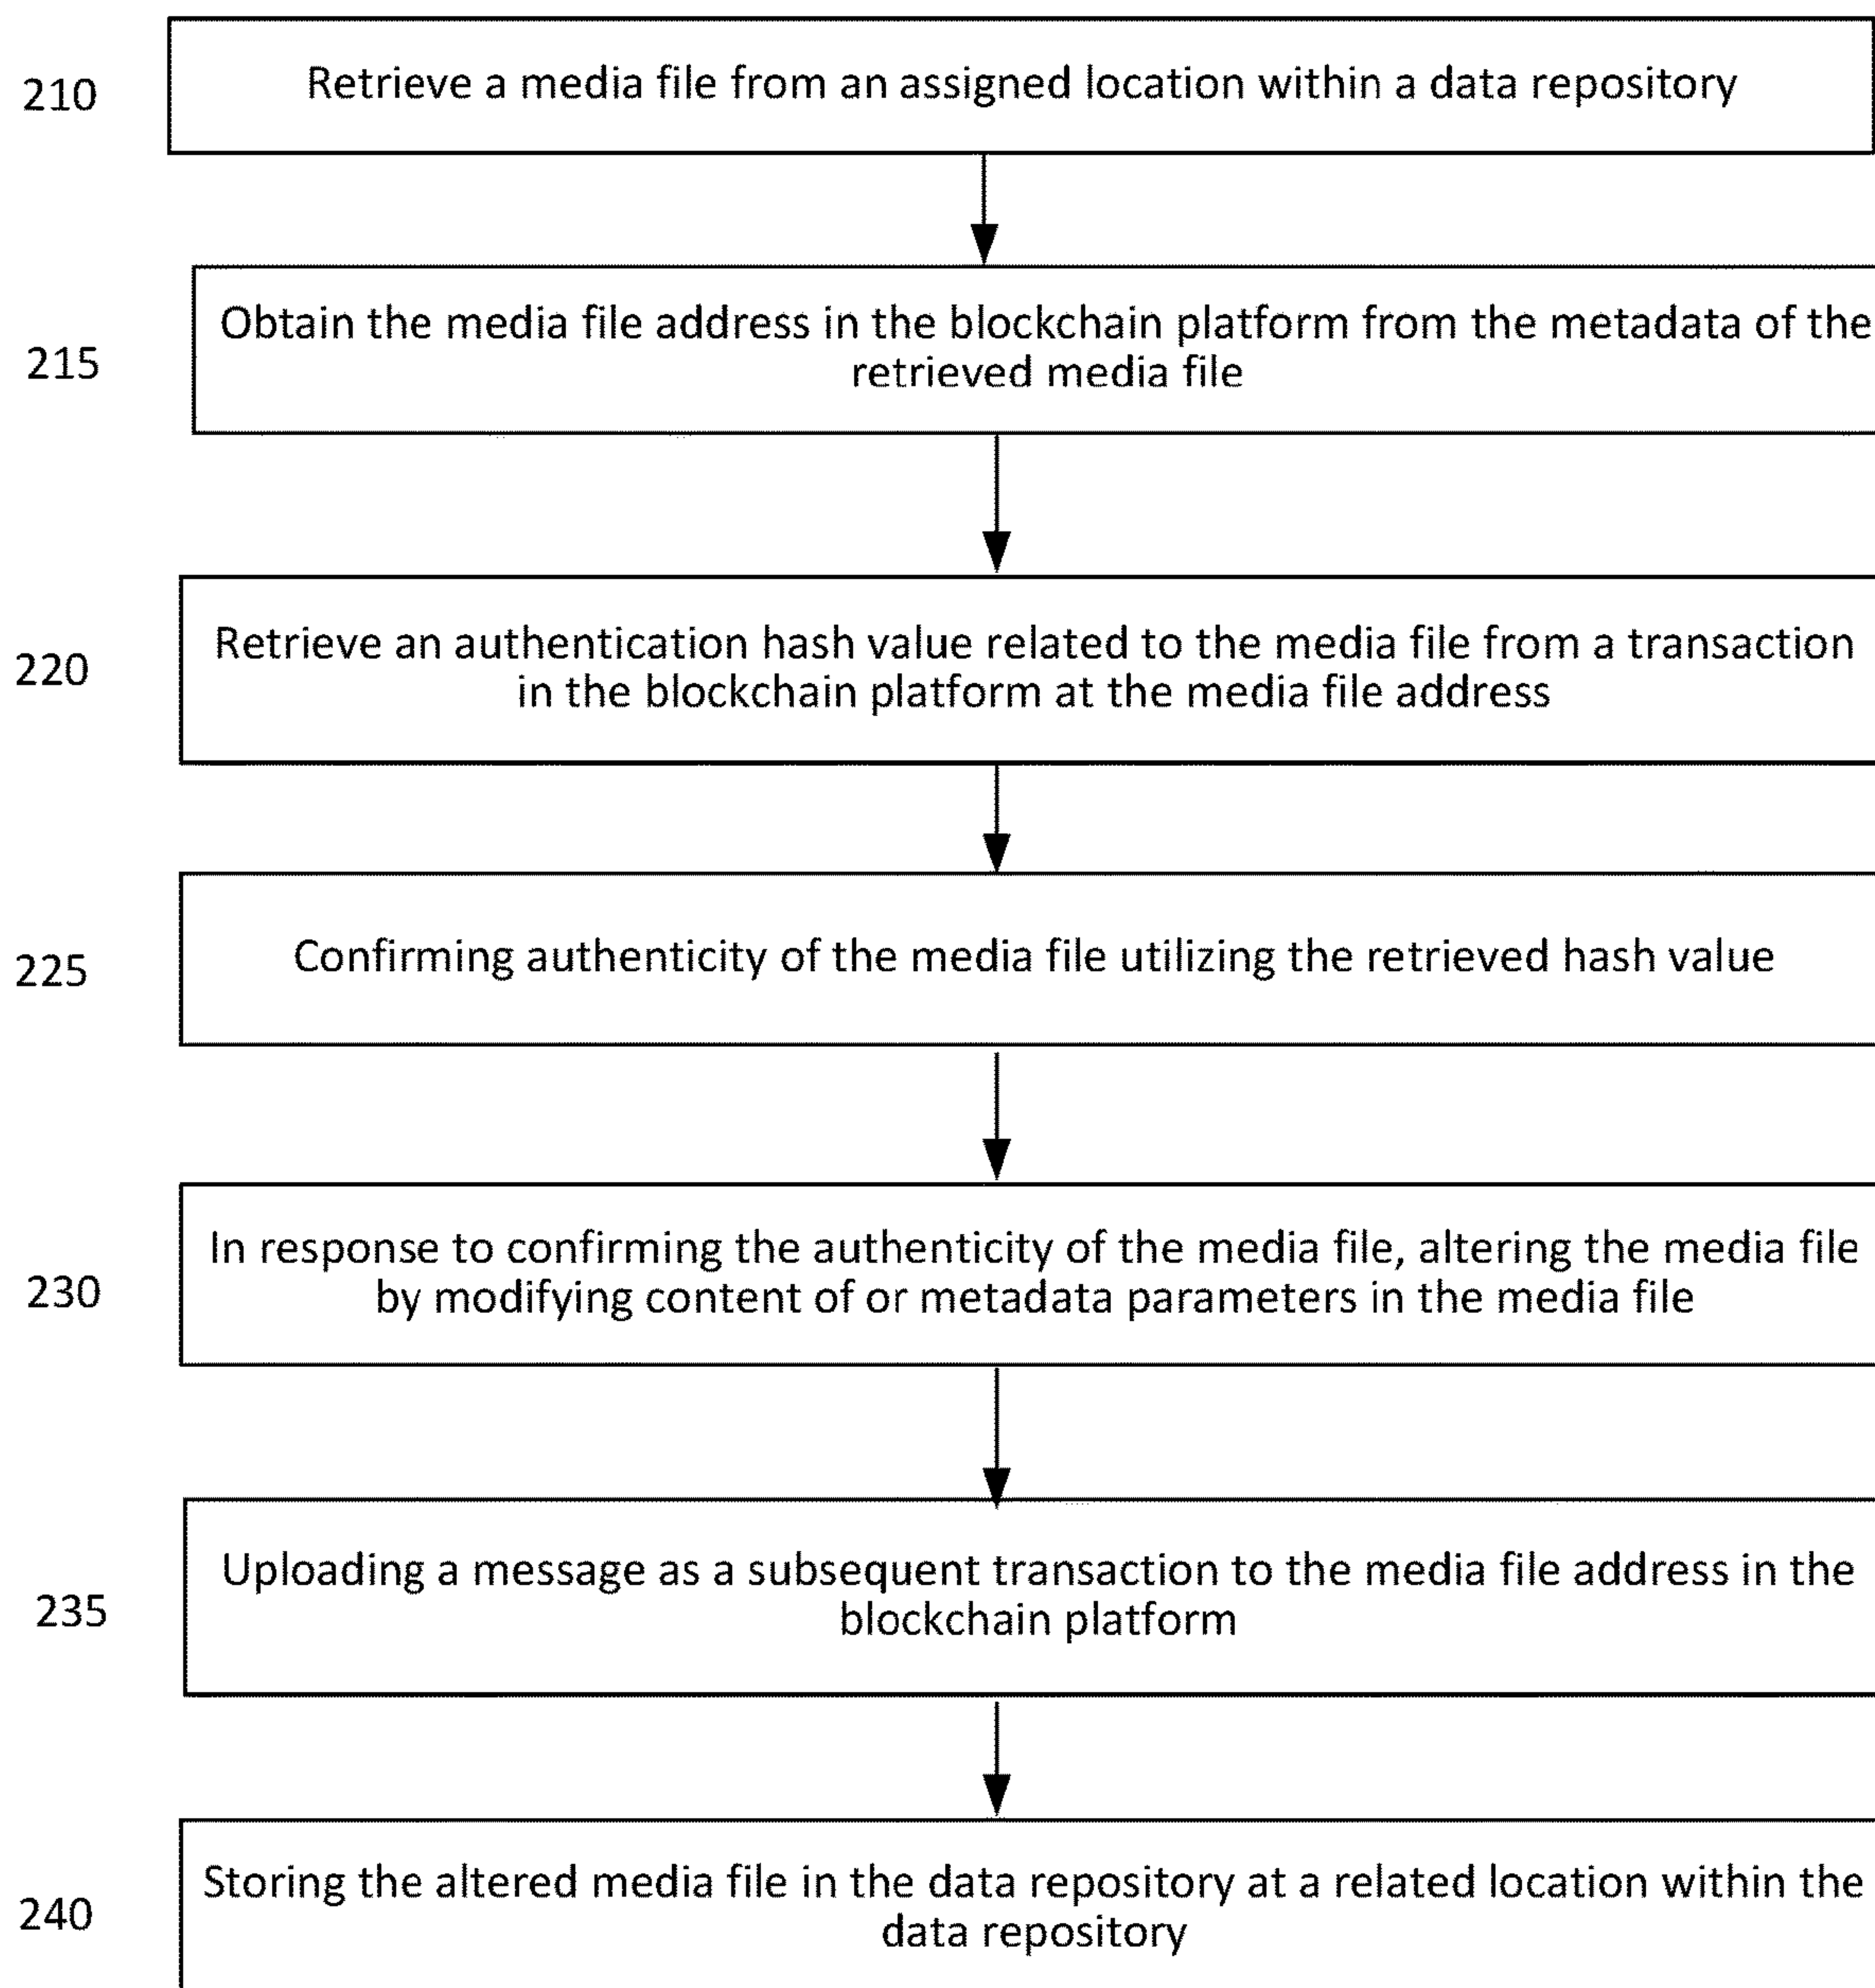 210
Retrieve a media file from an assigned location within a data repository
215
Obtain the media file address in the blockchain platform from the metadata of the
retrieved media file
220
Retrieve an authentication hash value related to the media file from a transaction
in the blockchain platform at the media file address
225
Confirming authenticity of the media file utilizing the retrieved hash value
230
In response to confirming the authenticity of the media file, altering the media file
by modifying content of or metadata parameters in the media file
235
Uploading a message as a subsequent transaction to the media file address in the
blockchain platform
240
Storing the altered media file in the data repository at a related location within the
data repository